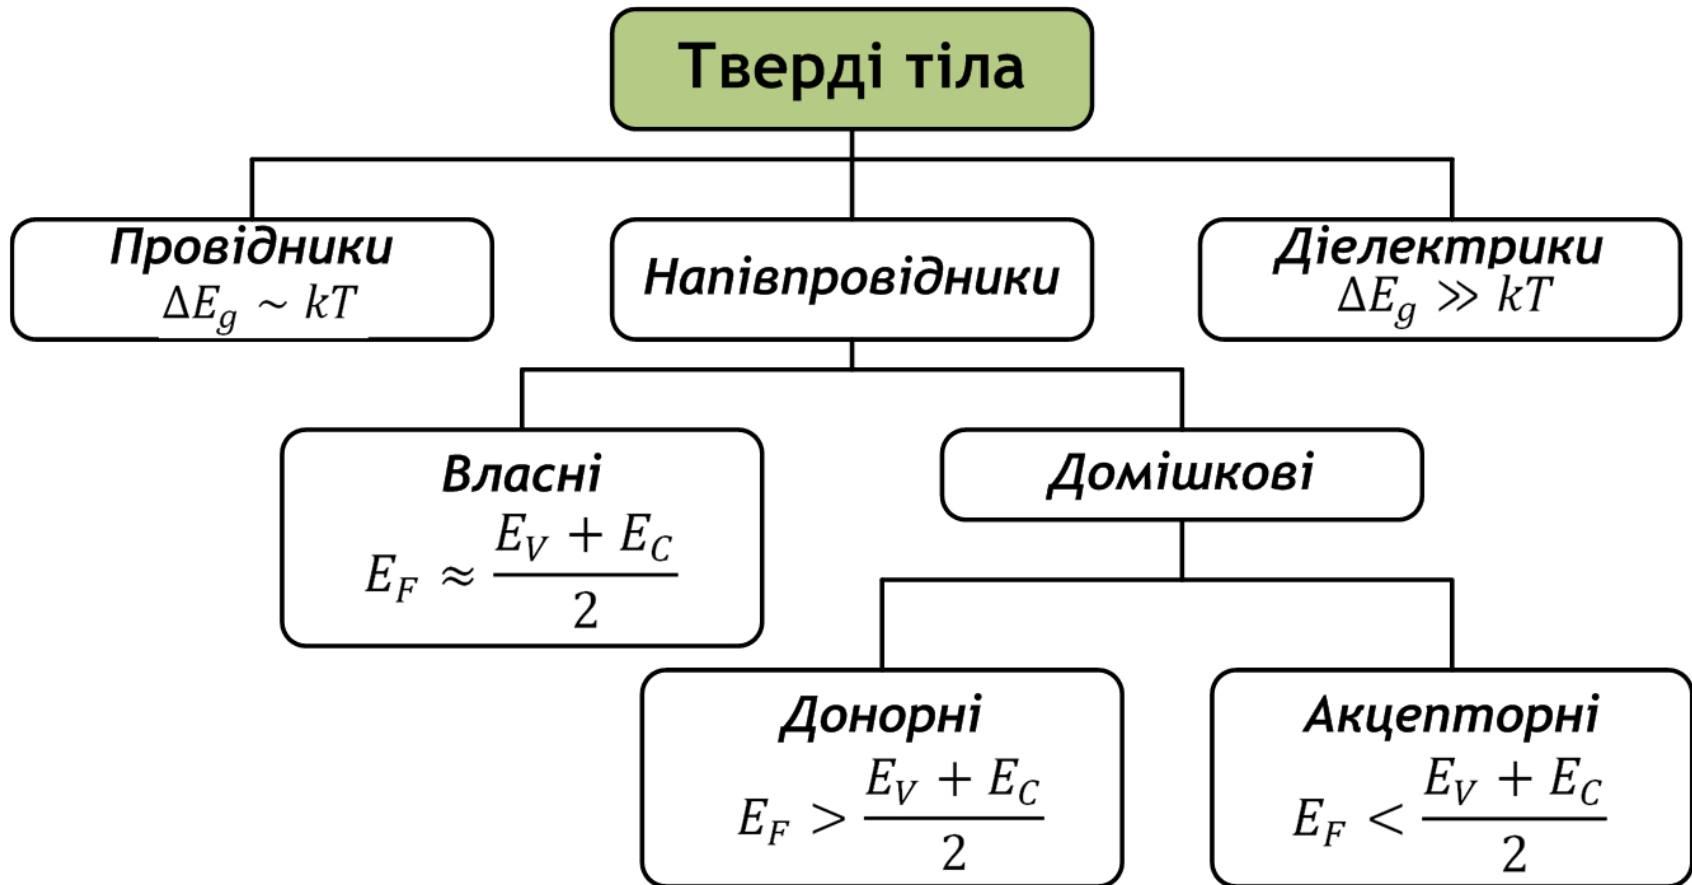 Тверді тіла
Провідники
ΔE_g ~ kT
Напівпровідники
Діелектрики
ΔE_g ≫ kT
Власні
E_F ≈ (E_V + E_C)/2
Домішкові
Донорні
E_F > (E_V + E_C)/2
Акцепторні
E_F < (E_V + E_C)/2